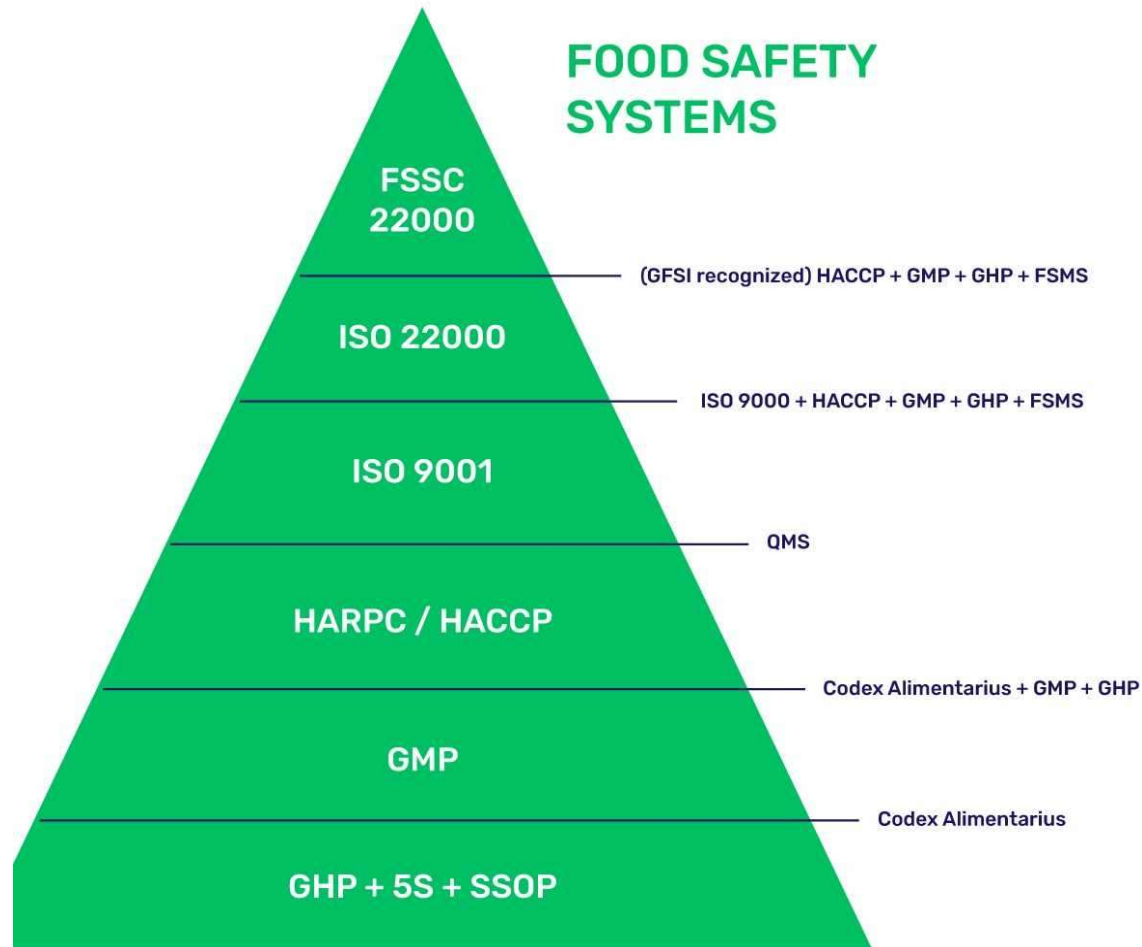 FOOD SAFETY
SYSTEMS
FSSC
22000
(GFSI recognized) HACCP + GMP + GHP + FSMS
ISO 22000
ISO 9000 + HACCP + GMP + GHP + FSMS
ISO 9001
QMS
HARPC / HACCP
Codex Alimentarius + GMP + GHP
GMP
Codex Alimentarius
GHP + 5S + SSOP